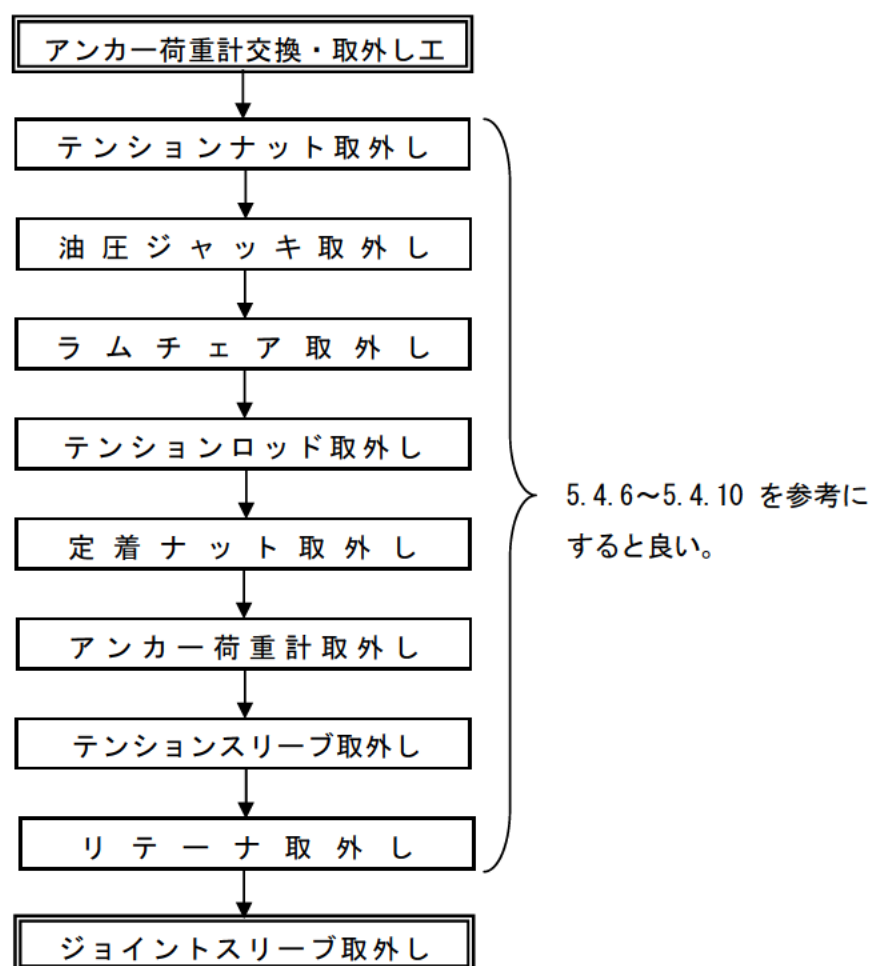 アンカー荷重計交換・取外し工
テンションナット取外し
油圧ジャッキ取外し
ラムチェア取外し
テンションロッド取外し
定着ナット取外し
アンカー荷重計取外し
テンションスリーブ取外し
リテーナ取外し
ジョイントスリーブ取外し
5.4.6～5.4.10 を参考に
すると良い。